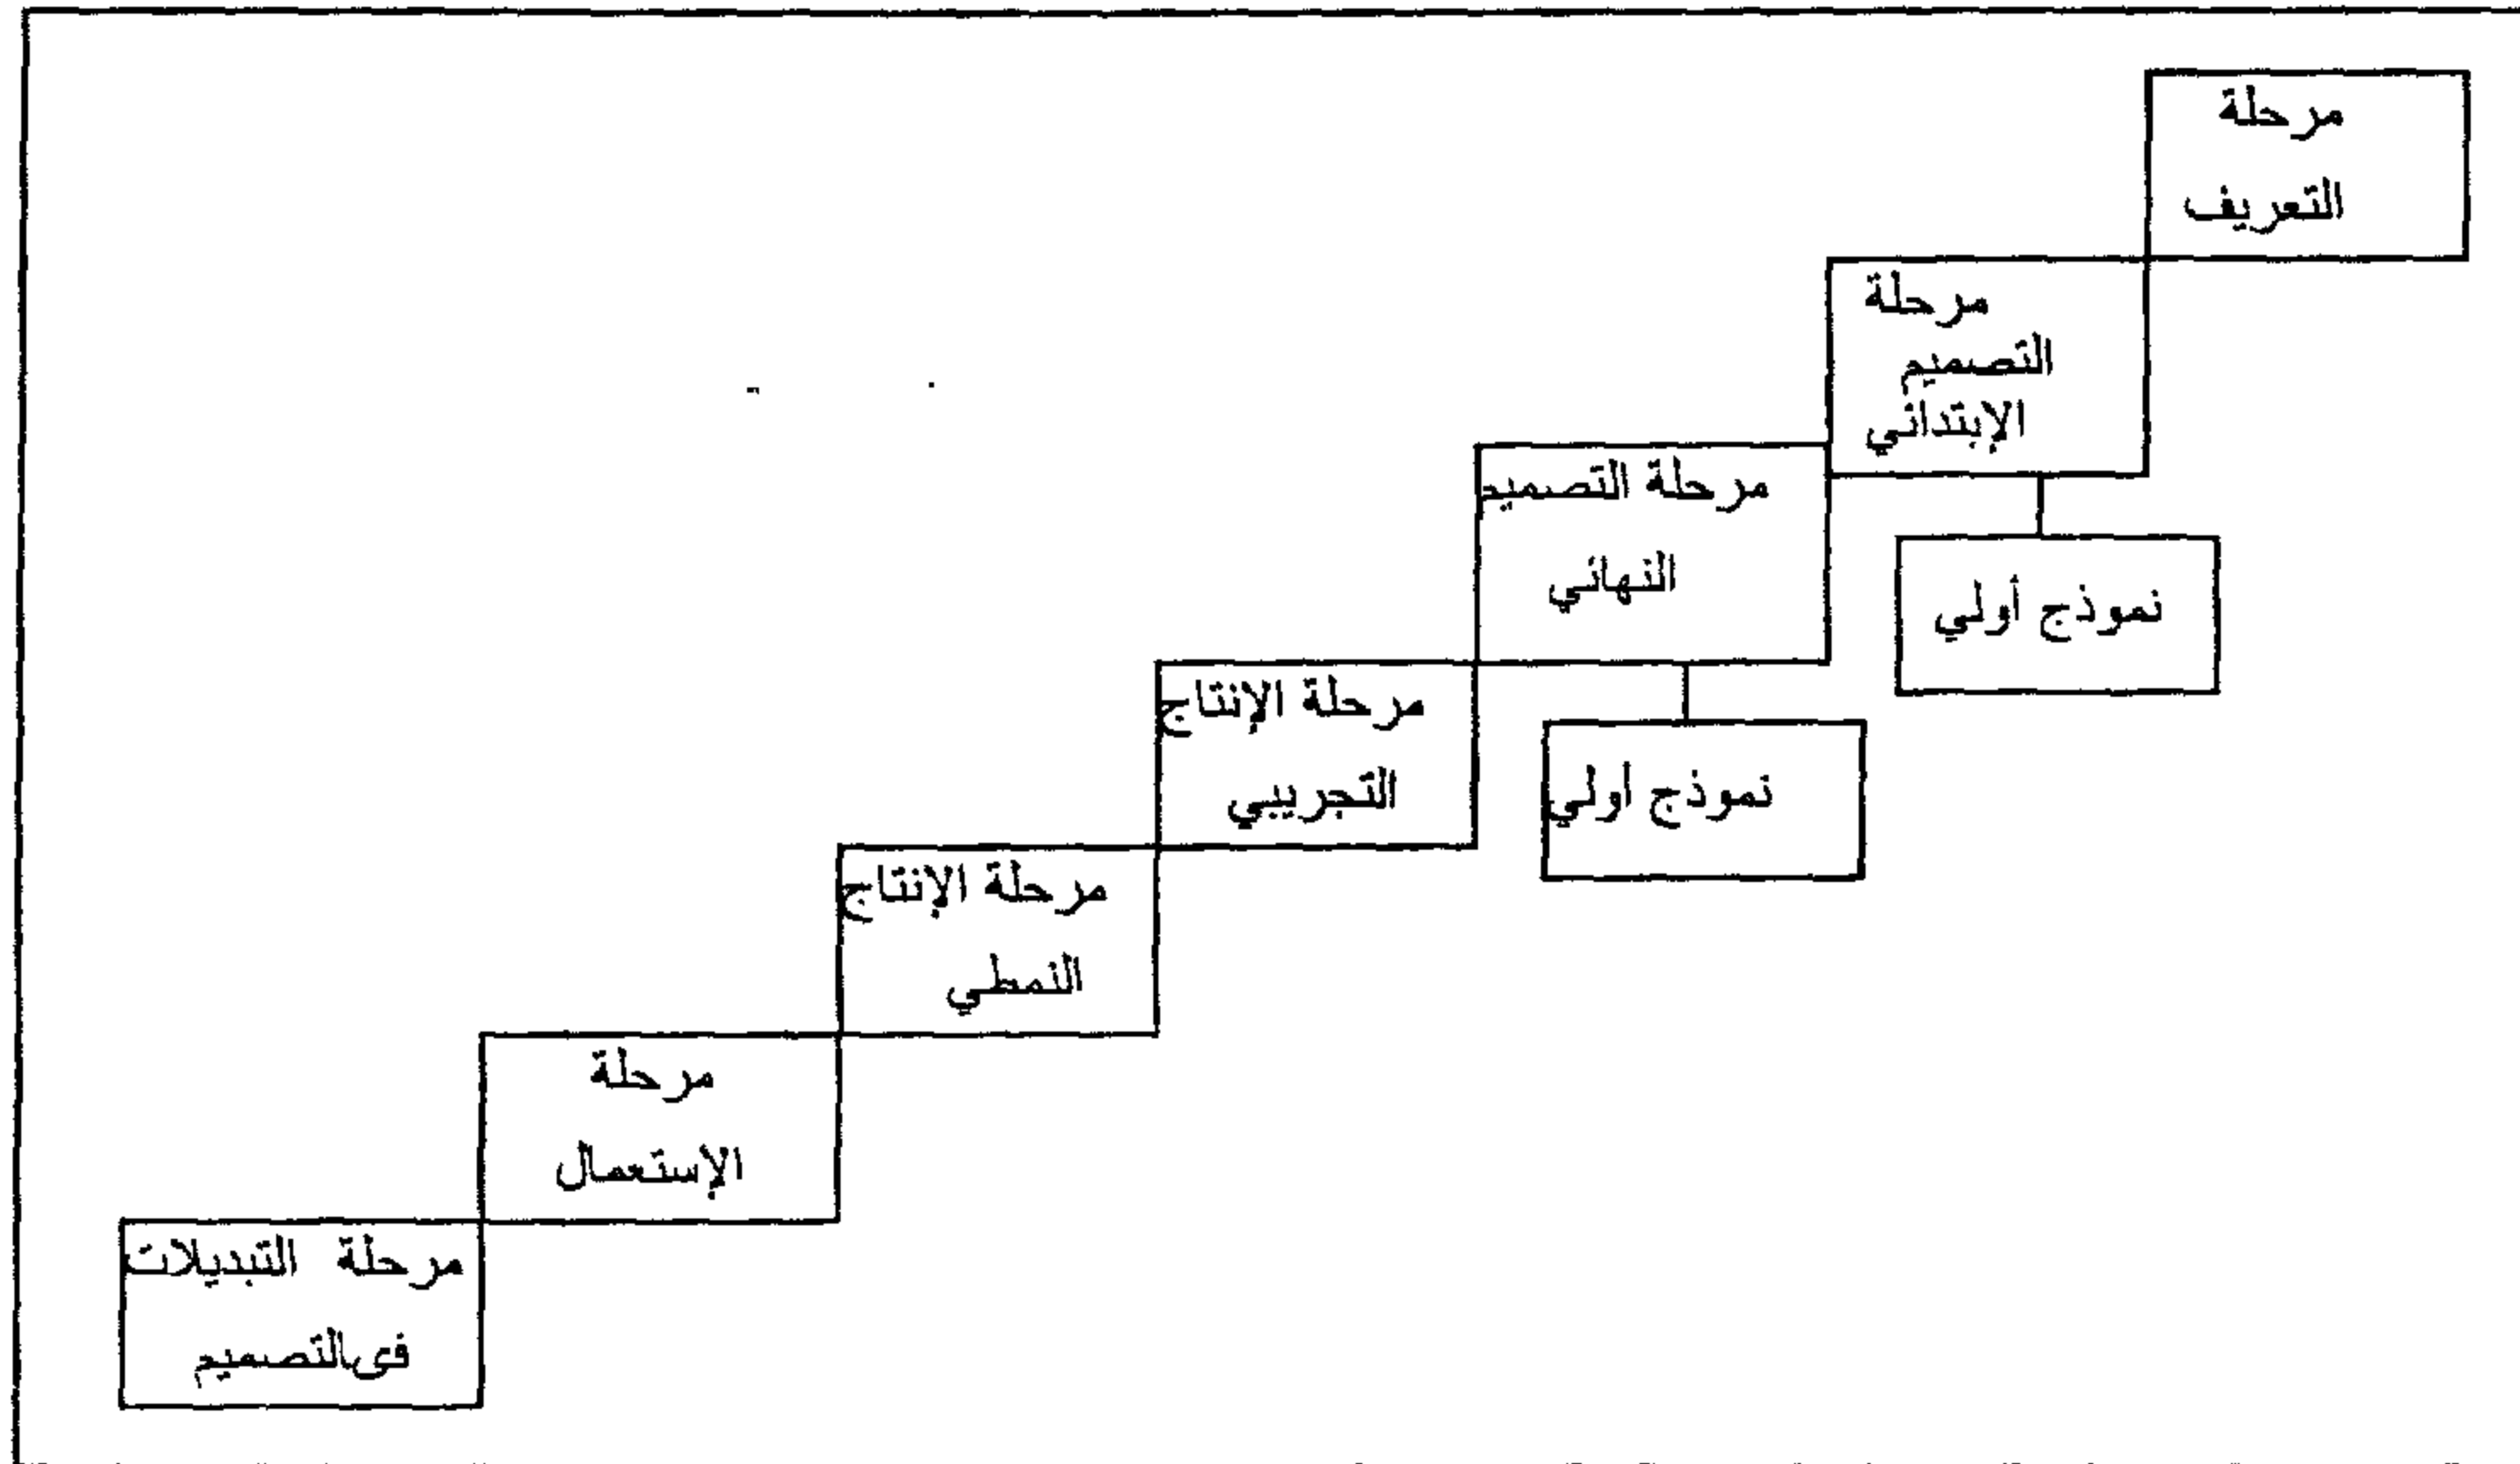 مرحلة
التعريف
مرحلة
التصميم
الإبتدائي
نموذج أولي
مرحلة التصميم
النهائي
نموذج اولي
مرحلة الإنتاج
التجريبي
مرحلة الإنتاج
النمطي
مرحلة
الإستعمال
مرحلة التبديلات
في التصميم